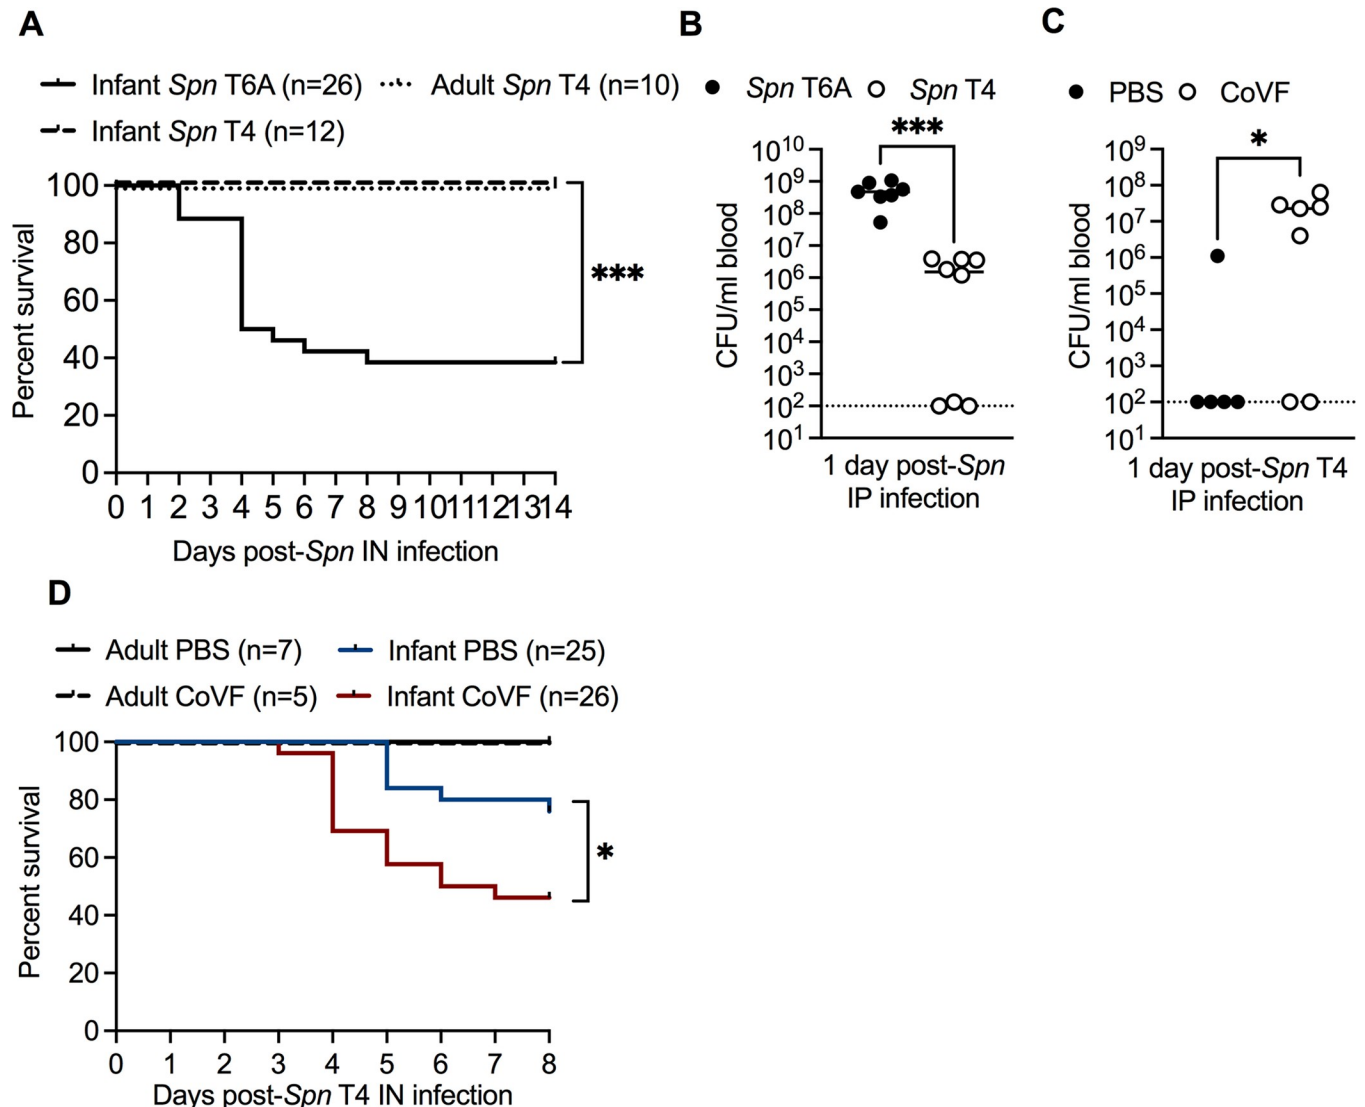 A
Infant Spn T6A (n=26) Adult Spn T4 (n=10)
Infant Spn T4 (n=12)
100
80
60
40
20
0
Percent survival
***
0 1 2 3 4 5 6 7 8 9 10 11 12 13 14
Days post-Spn IN infection
B
Spn T6A Spn T4
***
10^10
10^9
10^8
10^7
10^6
10^5
10^4
10^3
10^2
10^1
CFU/ml blood
1 day post-Spn
IP infection
C
PBS CoVF
*
10^9
10^8
10^7
10^6
10^5
10^4
10^3
10^2
10^1
CFU/ml blood
1 day post-Spn T4
IP infection
D
Adult PBS (n=7) Infant PBS (n=25)
Adult CoVF (n=5) Infant CoVF (n=26)
100
80
60
40
20
0
Percent survival
*
0 1 2 3 4 5 6 7 8
Days post-Spn T4 IN infection